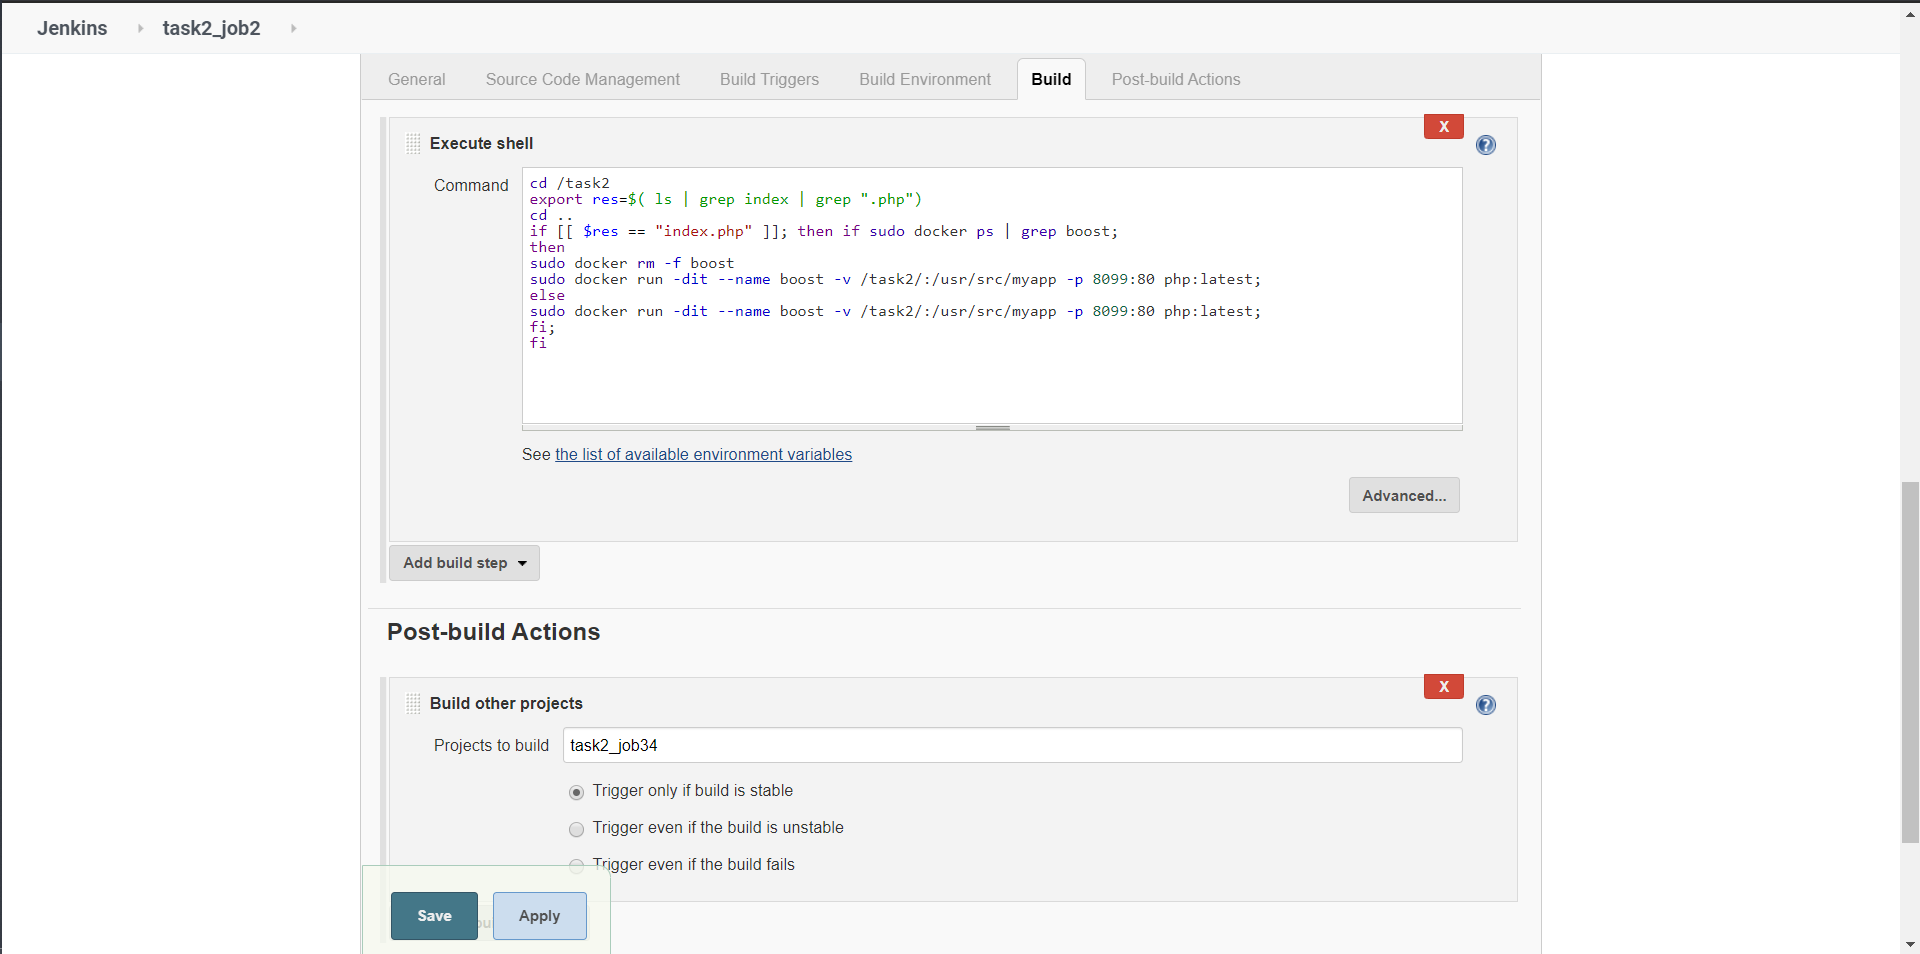 Jenkins task2_job2
General Source Code Management Build Triggers Build Environment Build Post-build Actions
X
Execute shell
?
Command
cd /task2
export res=$( ls | grep index | grep ".php")
cd ..
if [[ $res == "index.php" ]]; then if sudo docker ps | grep boost;
then
sudo docker rm -f boost
sudo docker run -dit --name boost -v /task2/:/usr/src/myapp -p 8099:80 php:latest;
else
sudo docker run -dit --name boost -v /task2/:/usr/src/myapp -p 8099:80 php:latest;
fi;
fi
See the list of available environment variables
Advanced...
Add build step
Post-build Actions
X
Build other projects
?
Projects to build task2_job34
Trigger only if build is stable
Trigger even if the build is unstable
Trigger even if the build fails
Save Apply